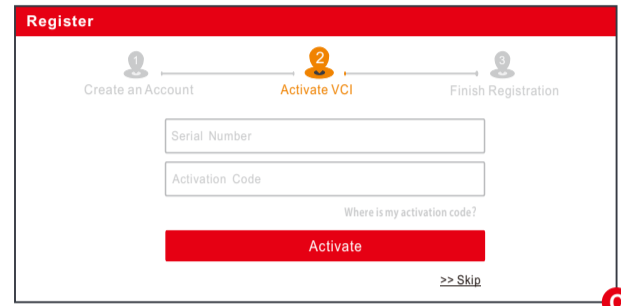 Register
1 2 3
Create an Account Activate VCI Finish Registration
Serial Number
Activation Code
Where is my activation code?
Activate
>> Skip